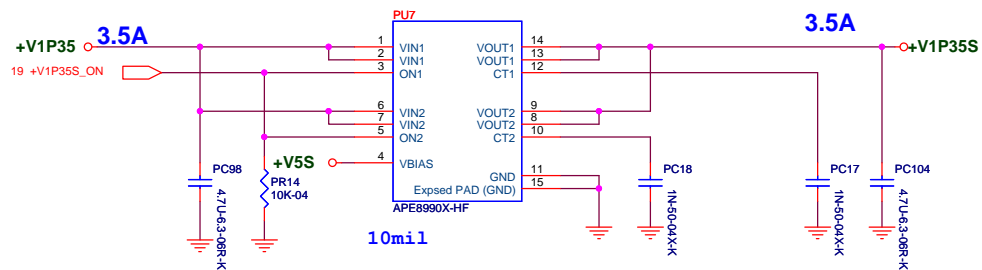 PU7
3.5A
3.5A
+V1P35
1
VIN1
VOUT1
14
+V1P35S
2
VIN1
VOUT1
13
19 +V1P35S_ON
3
ON1
CT1
12
6
VIN2
VOUT2
9
7
VIN2
VOUT2
8
5
ON2
CT2
10
+V5S
4
VBIAS
GND
11
Expsed PAD (GND)
15
PC98
4.7U-6.3-06R-K
PR14
10K-04
APE8990X-HF
10mil
PC18
1N-50-04X-K
PC17
1N-50-04X-K
PC104
4.7U-6.3-06R-K